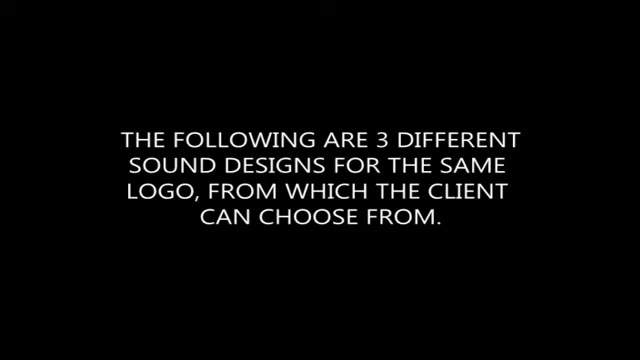 THE FOLLOWING ARE 3 DIFFERENT
SOUND DESIGNS FOR THE SAME
LOGO, FROM WHICH THE CLIENT
CAN CHOOSE FROM.